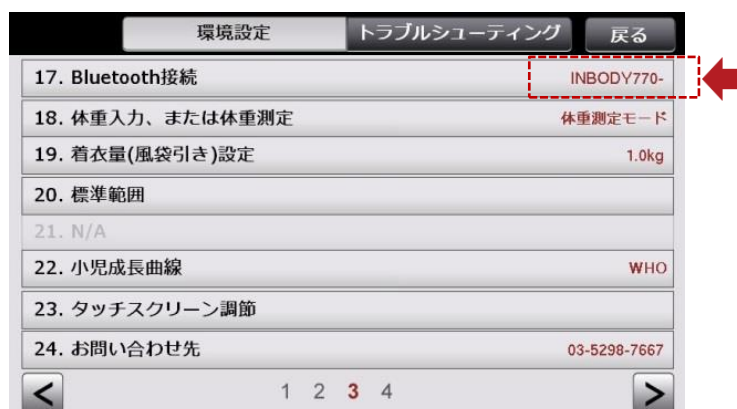 環境設定 トラブルシューティング 戻る
17. Bluetooth接続 INBODY770-
18. 体重入力、または体重測定 体重測定モード
19. 着衣量(風袋引き)設定 1.0kg
20. 標準範囲
21. N/A
22. 小児成長曲線 WHO
23. タッチスクリーン調節
24. お問い合わせ先 03-5298-7667
< 1 2 3 4 >